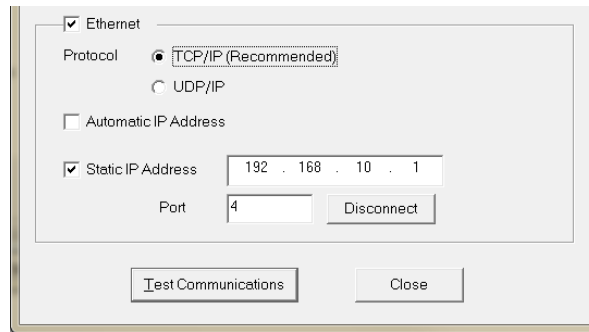 Ethernet
Protocol TCP/IP (Recommended)
UDP/IP
Automatic IP Address
Static IP Address 192 . 168 . 10 . 1
Port 4 Disconnect
Test Communications Close